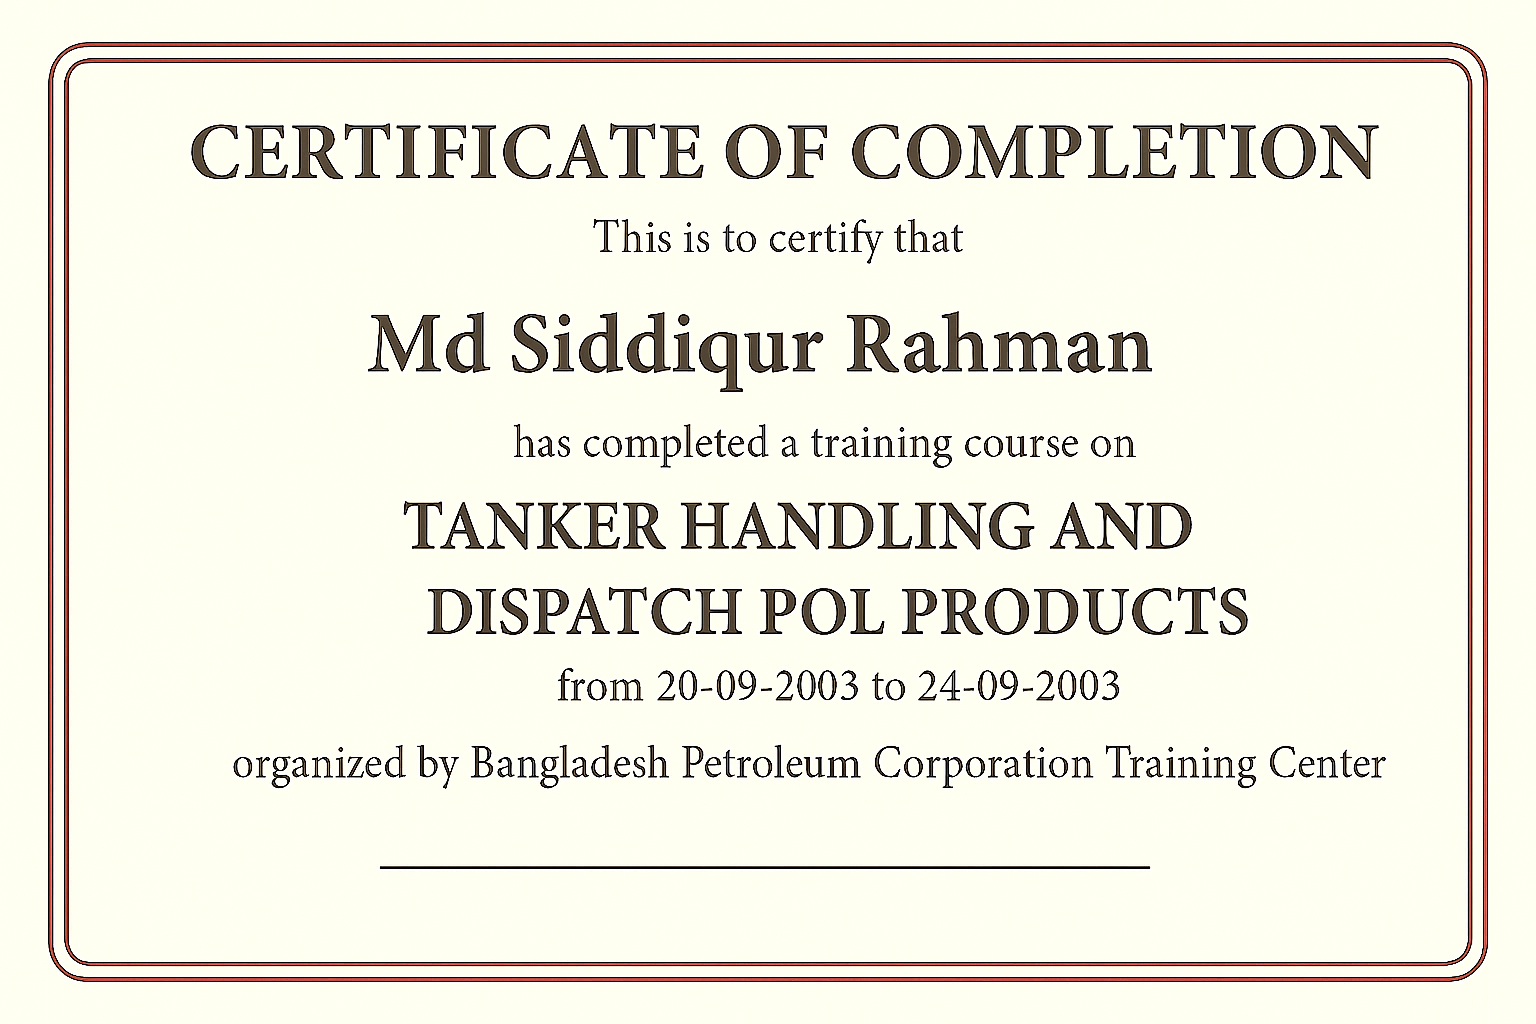 CERTIFICATE OF COMPLETION
This is to certify that
Md Siddiqur Rahman
has completed a training course on
TANKER HANDLING AND
DISPATCH POL PRODUCTS
from 20-09-2003 to 24-09-2003
organized by Bangladesh Petroleum Corporation Training Center